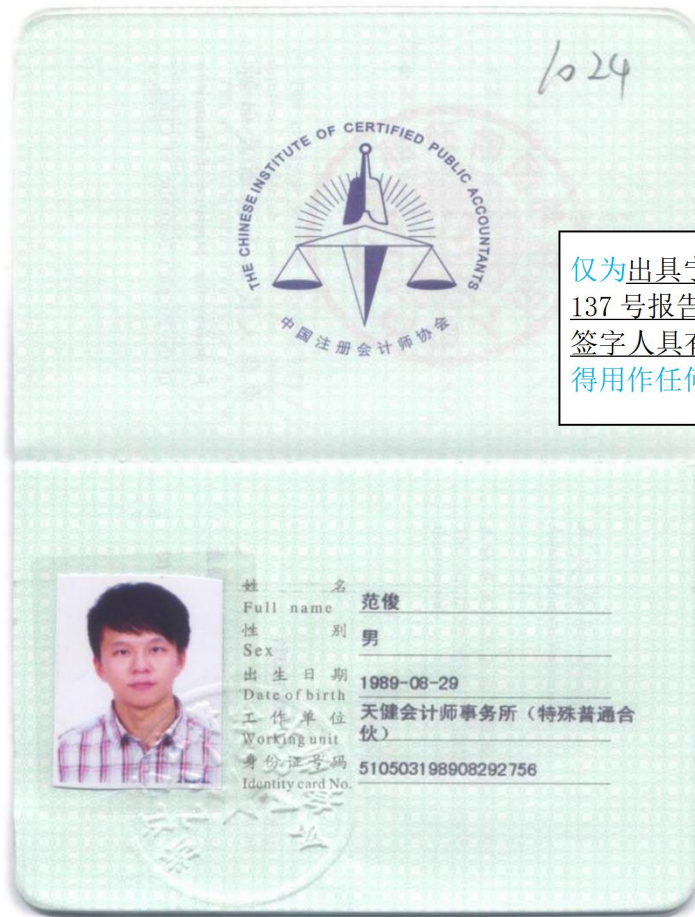 1024
THE CHINESE INSTITUTE OF CERTIFIED PUBLIC ACCOUNTANTS
中国注册会计师协会
仅为出具
137 号报告
签字人具有
得用作任何
姓 名
Full name
范俊
性 别
Sex
男
出 生 日 期
Date of birth
1989-08-29
工 作 单 位
Working unit
天健会计师事务所（特殊普通合
伙）
身份证号码
Identity card No.
510503198908292756